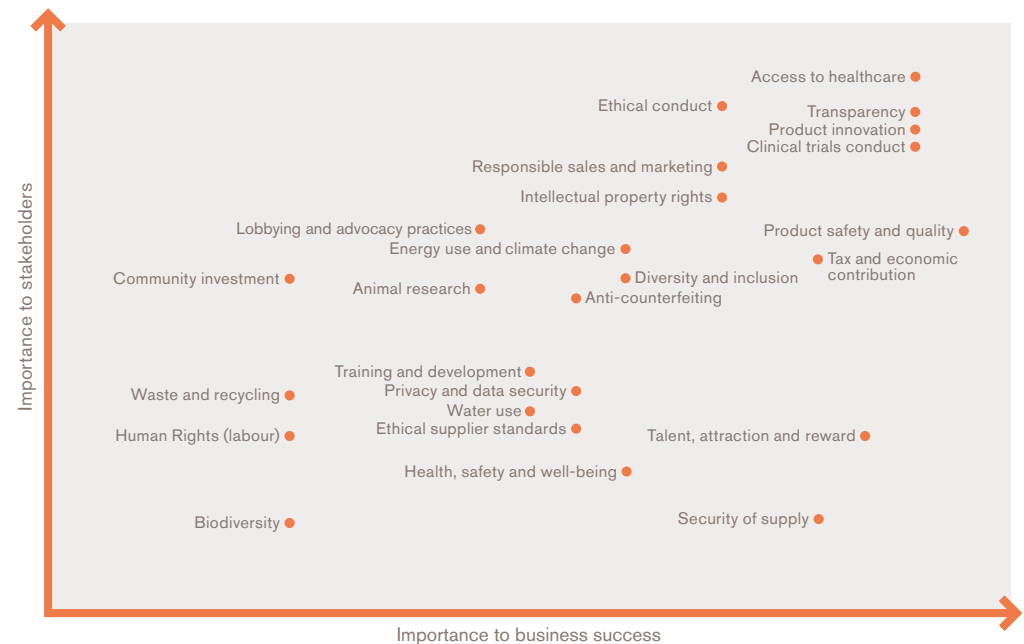 Importance to stakeholders
Access to healthcare
Ethical conduct
Transparency
Product innovation
Clinical trials conduct
Responsible sales and marketing
Intellectual property rights
Lobbying and advocacy practices
Product safety and quality
Energy use and climate change
Tax and economic
contribution
Community investment
Diversity and inclusion
Animal research
Anti-counterfeiting
Training and development
Privacy and data security
Waste and recycling
Water use
Ethical supplier standards
Human Rights (labour)
Talent, attraction and reward
Health, safety and well-being
Security of supply
Biodiversity
Importance to business success